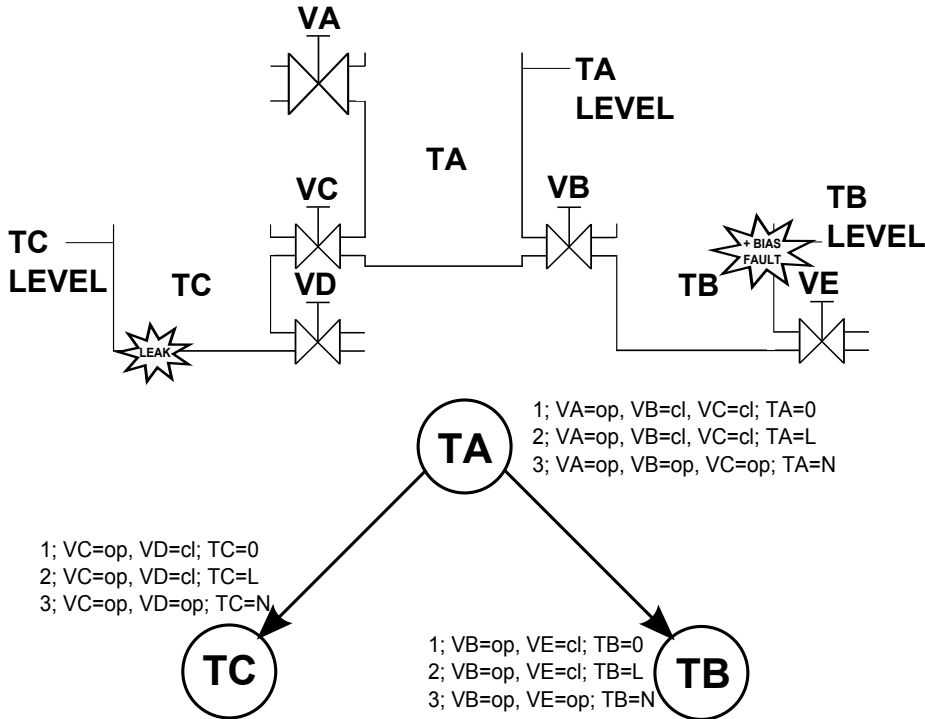 VA
TA
LEVEL
TA
VC
VB
TB
LEVEL
+ BIAS
FAULT
TC
LEVEL
TC
VD
TB
VE
LEAK
1; VA=op, VB=cl, VC=cl; TA=0
2; VA=op, VB=cl, VC=cl; TA=L
3; VA=op, VB=op, VC=op; TA=N
TA
1; VC=op, VD=cl; TC=0
2; VC=op, VD=cl; TC=L
3; VC=op, VD=op; TC=N
1; VB=op, VE=cl; TB=0
2; VB=op, VE=cl; TB=L
3; VB=op, VE=op; TB=N
TC
TB